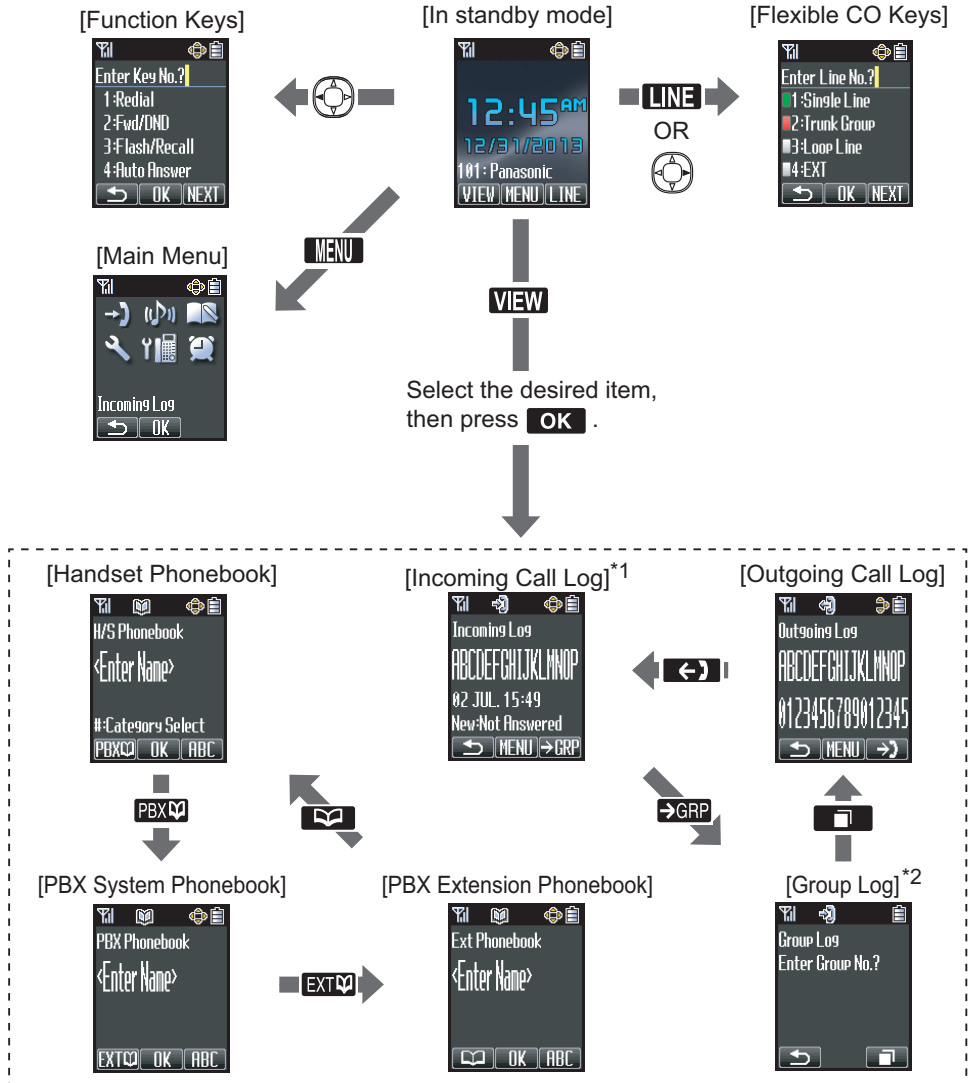 [Function Keys]
Enter Key No.?
1:Redial
2:Fwd/DND
3:Flash/Recall
4:Auto Answer
OK NEXT
[In standby mode]
12:45AM
12/31/2013
101: Panasonic
VIEW MENU LINE
LINE
OR
[Flexible CO Keys]
Enter Line No.?
1:Single Line
2:Trunk Group
3:Loop Line
4:EXT
OK NEXT
MENU
[Main Menu]
Incoming Log
OK
VIEW
Select the desired item,
then press OK .
[Handset Phonebook]
H/S Phonebook
<Enter Name>
#:Category Select
PBX OK ABC
[Incoming Call Log]*1
Incoming Log
ABCDEFGHIJKLMNOP
02 JUL. 15:49
New:Not Answered
MENU →GRP
[Outgoing Call Log]
Outgoing Log
ABCDEFGHIJKLMNOP
012345678901234​5
MENU
PBX
→GRP
[PBX System Phonebook]
PBX Phonebook
<Enter Name>
EXT OK ABC
EXT
[PBX Extension Phonebook]
Ext Phonebook
<Enter Name>
OK ABC
[Group Log]*2
Group Log
Enter Group No.?